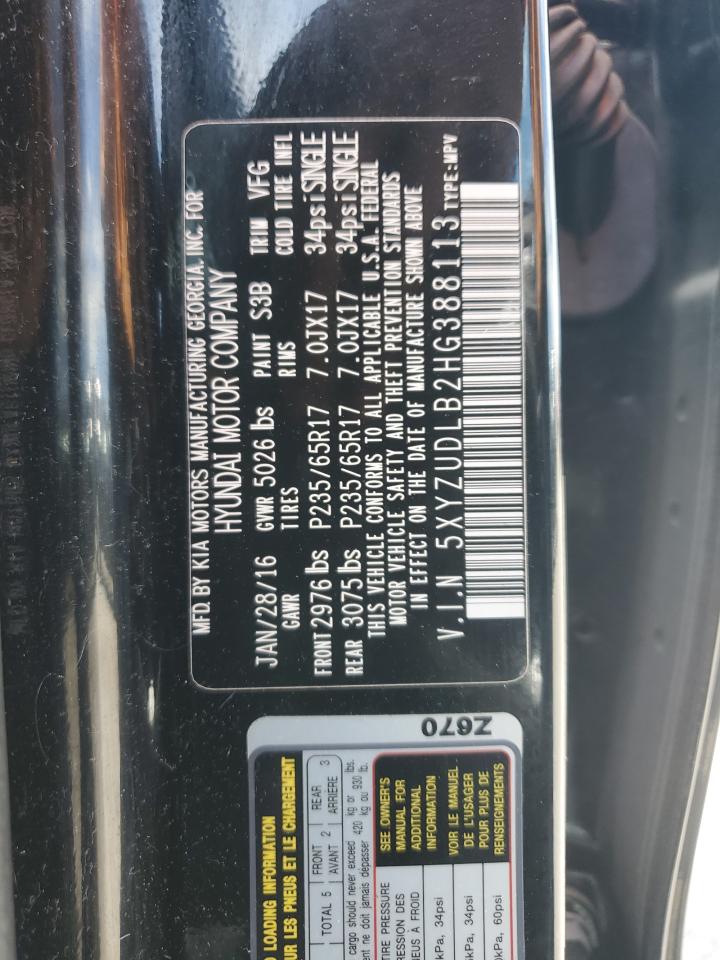 MFD. BY KIA MOTORS MANUFACTURING GEORGIA, INC. FOR
HYUNDAI MOTOR COMPANY
JAN/28/16 GVWR 5026 lbs PAINT S3B TRIM VFG
GAWR TIRES RIMS COLD TIRE INFL
FRONT 2976 lbs P235/65R17 7.0JX17 34psi SINGLE
REAR 3075 lbs P235/65R17 7.0JX17 34psi SINGLE
THIS VEHICLE CONFORMS TO ALL APPLICABLE U.S.A. FEDERAL
MOTOR VEHICLE SAFETY AND THEFT PREVENTION STANDARDS
IN EFFECT ON THE DATE OF MANUFACTURE SHOWN ABOVE
V.I.N 5XYZUDLB2HG388113 TYPE:MPV
LOADING INFORMATION
SUR LES PNEUS ET LE CHARGEMENT
TOTAL 5 FRONT 2 REAR 3
AVANT ARRIÈRE
cargo should never exceed 420 kg or 930 lbs.
ne doit jamais dépasser 420 kg ou 930 lb.
TIRE PRESSURE
PRESSION DES
PNEUS À FROID
kPa, 34psi
kPa, 34psi
kPa, 60psi
SEE OWNER'S
MANUAL FOR
ADDITIONAL
INFORMATION
VOIR LE MANUEL
DE L'USAGER
POUR PLUS DE
RENSEIGNEMENTS
Z670